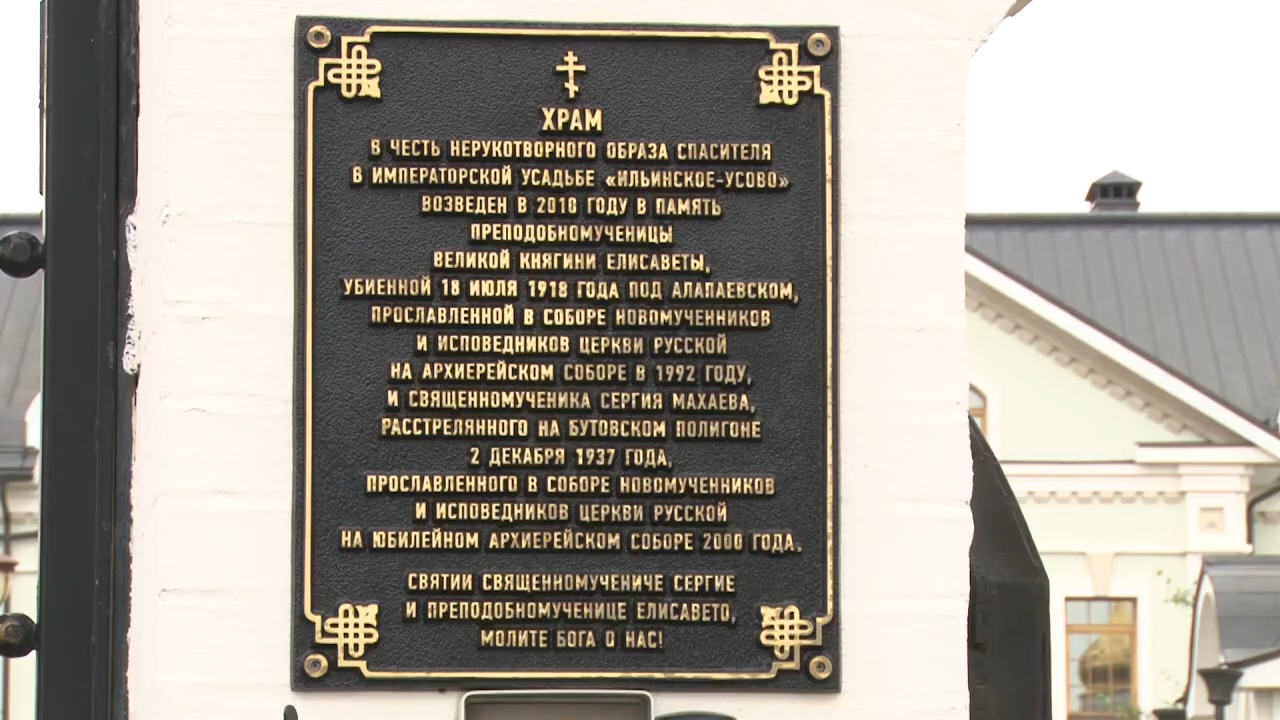 ХРАМ
В ЧЕСТЬ НЕРУКОТВОРНОГО ОБРАЗА СПАСИТЕЛЯ
В ИМПЕРАТОРСКОЙ УСАДЬБЕ «ИЛЬИНСКОЕ-УСОВО»
ВОЗВЕДЕН В 2010 ГОДУ В ПАМЯТЬ
ПРЕПОДОБНОМУЧЕНИЦЫ
ВЕЛИКОЙ КНЯГИНИ ЕЛИСАВЕТЫ,
УБИЕННОЙ 18 ИЮЛЯ 1918 ГОДА ПОД АЛАПАЕВСКОМ,
ПРОСЛАВЛЕННОЙ В СОБОРЕ НОВОМУЧЕННИКОВ
И ИСПОВЕДНИКОВ ЦЕРКВИ РУССКОЙ
НА АРХИЕРЕЙСКОМ СОБОРЕ В 1992 ГОДУ,
И СВЯЩЕННОМУЧЕНИКА СЕРГИЯ МАХАЕВА,
РАССТРЕЛЯННОГО НА БУТОВСКОМ ПОЛИГОНЕ
2 ДЕКАБРЯ 1937 ГОДА,
ПРОСЛАВЛЕННОГО В СОБОРЕ НОВОМУЧЕННИКОВ
И ИСПОВЕДНИКОВ ЦЕРКВИ РУССКОЙ
НА ЮБИЛЕЙНОМ АРХИЕРЕЙСКОМ СОБОРЕ 2000 ГОДА.
СВЯТИИ СВЯЩЕННОМУЧЕНИЧЕ СЕРГИЕ
И ПРЕПОДОБНОМУЧЕНИЦЕ ЕЛИСАВЕТО,
МОЛИТЕ БОГА О НАС!